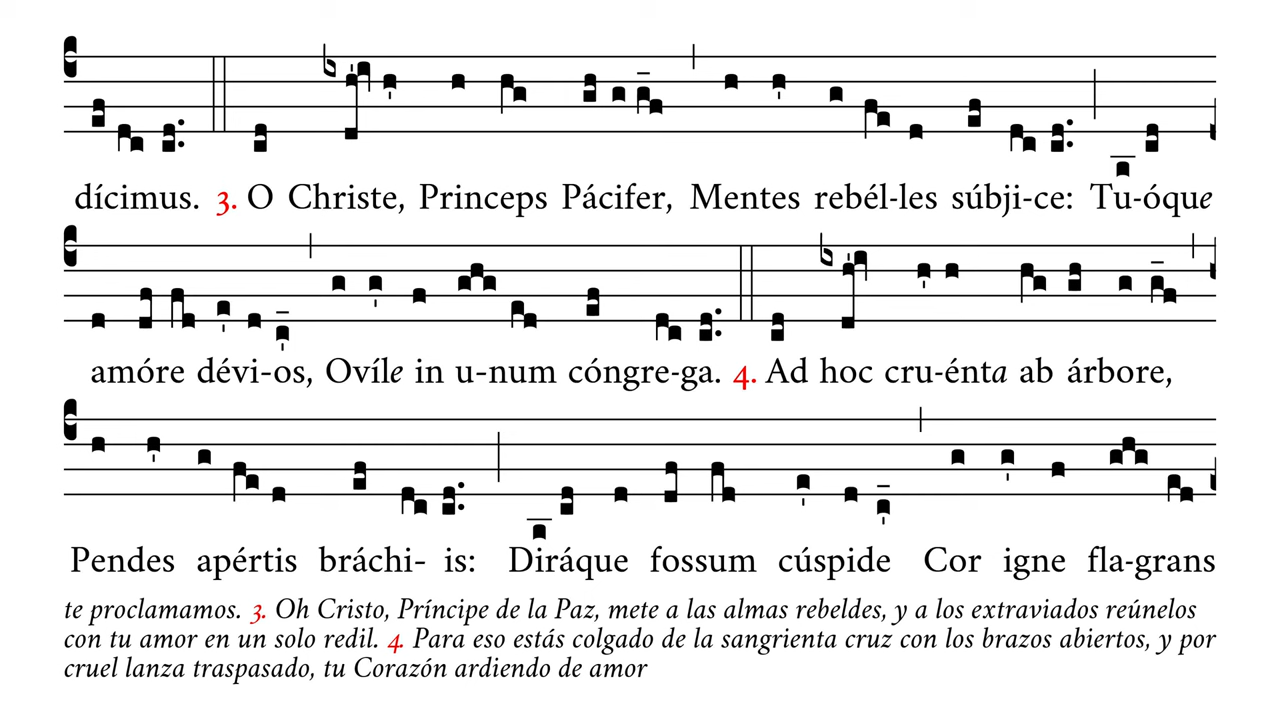 dícimus. 3. O Christe, Princeps Pácifer, Mentes rebél-les súbji-ce: Tu-óque
amóre dévi-os, Ovíle in u-num cóngre-ga. 4. Ad hoc cru-énta ab árbore,
Pendes apértis bráchi- is: Diráque fossum cúspide Cor igne fla-grans
te proclamamos. 3. Oh Cristo, Príncipe de la Paz, mete a las almas rebeldes, y a los extraviados reúnelos
con tu amor en un solo redil. 4. Para eso estás colgado de la sangrienta cruz con los brazos abiertos, y por
cruel lanza traspasado, tu Corazón ardiendo de amor